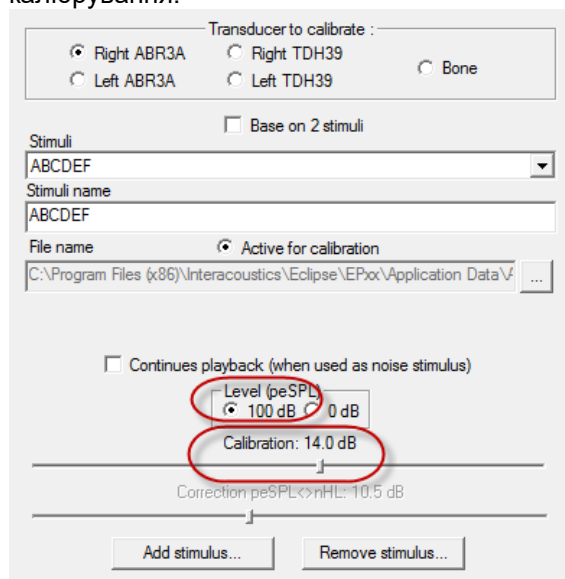 калібрування.
Transducer to calibrate :
Right ABR3A Right TDH39
Bone
Left ABR3A Left TDH39
Base on 2 stimuli
Stimuli
ABCDEF
Stimuli name
ABCDEF
File name Active for calibration
C:\Program Files (x86)\Interacoustics\Eclipse\EPxx\Application Data\ ...
Continues playback (when used as noise stimulus)
Level (peSPL)
100 dB 0 dB
Calibration: 14.0 dB
Correction peSPL<>nHL: 10.5 dB
Add stimulus... Remove stimulus...